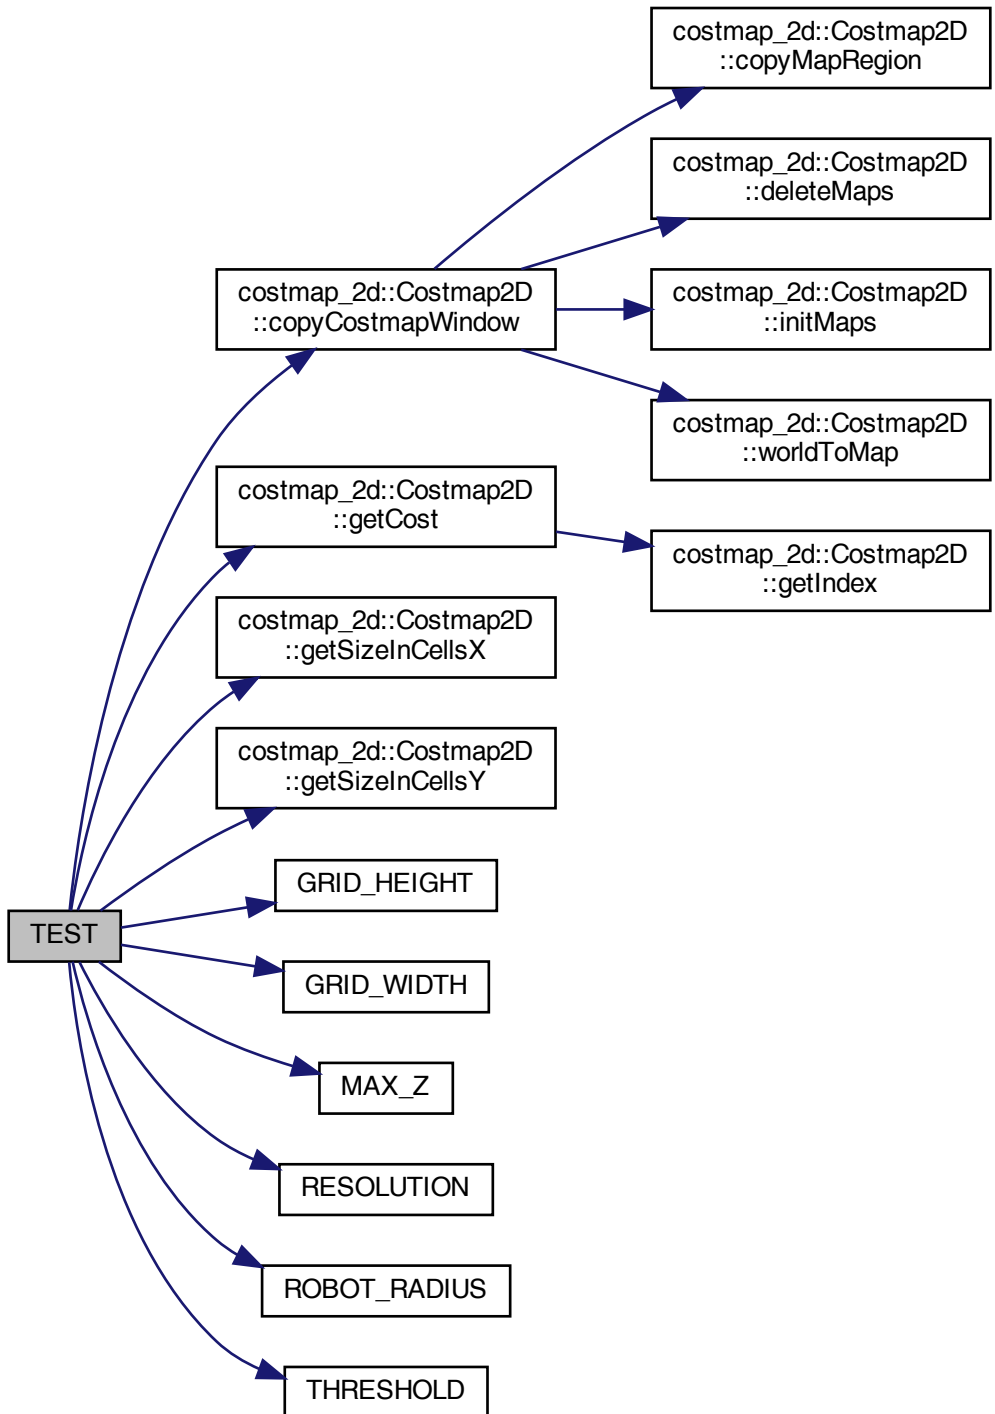 costmap_2d::Costmap2D
::copyMapRegion
costmap_2d::Costmap2D
::deleteMaps
costmap_2d::Costmap2D
::copyCostmapWindow
costmap_2d::Costmap2D
::initMaps
costmap_2d::Costmap2D
::worldToMap
costmap_2d::Costmap2D
::getCost
costmap_2d::Costmap2D
::getIndex
costmap_2d::Costmap2D
::getSizeInCellsX
costmap_2d::Costmap2D
::getSizeInCellsY
GRID_HEIGHT
TEST
GRID_WIDTH
MAX_Z
RESOLUTION
ROBOT_RADIUS
THRESHOLD